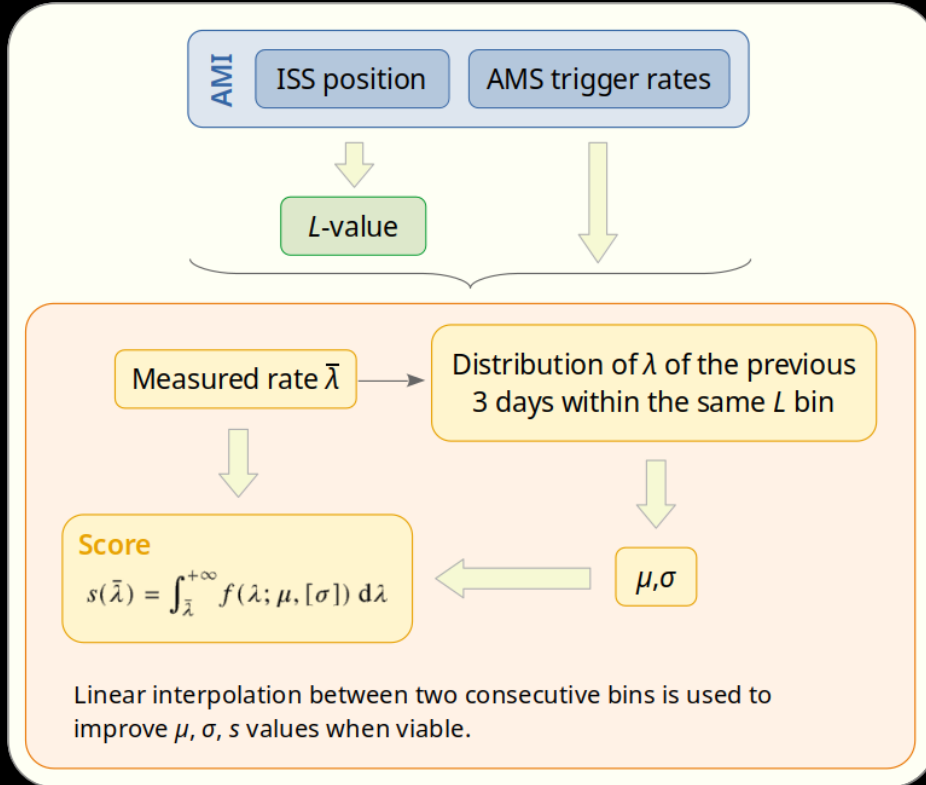 AMI
ISS position
AMS trigger rates
L-value
Measured rate λ̄
Distribution of λ of the previous
3 days within the same L bin
Score
s(λ̄) = ∫_{λ̄}^{+∞} f(λ; μ, [σ]) dλ
μ,σ
Linear interpolation between two consecutive bins is used to
improve μ, σ, s values when viable.